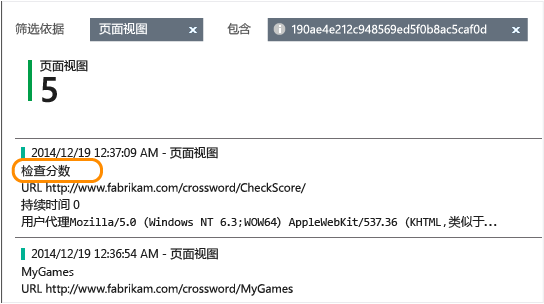 筛选依据 页面视图 × 包含 190ae4e212c948569ed5f0b8ac5caf0d ×
页面视图
5
2014/12/19 12:37:09 AM - 页面视图
检查分数
URL http://www.fabrikam.com/crossword/CheckScore/
持续时间 0
用户代理Mozilla/5.0 (Windows NT 6.3;WOW64) AppleWebKit/537.36 (KHTML,类似于...
2014/12/19 12:36:54 AM - 页面视图
MyGames
URL http://www.fabrikam.com/crossword/MyGames